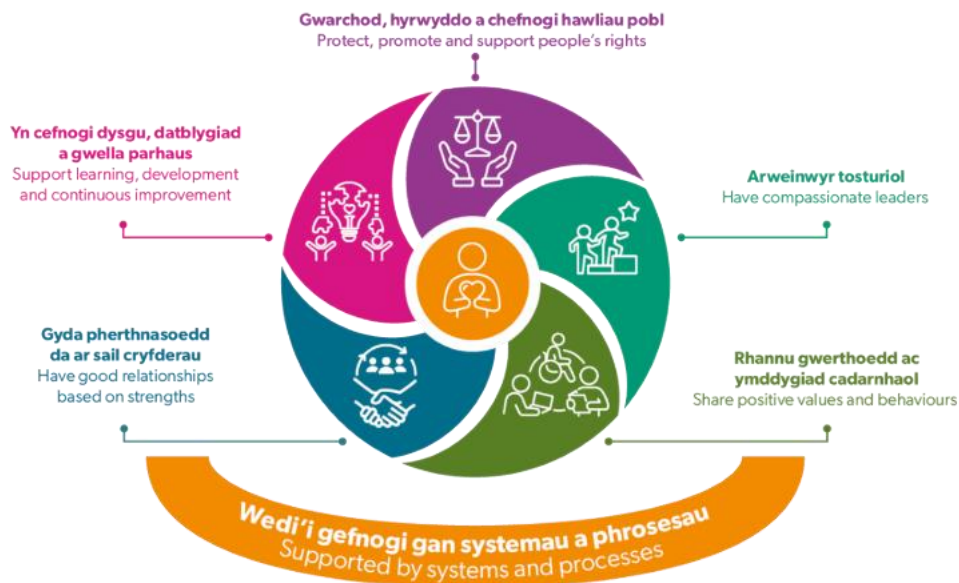 Gwarchod, hyrwyddo a chefnogi hawliau pobl
Protect, promote and support people's rights
Yn cefnogi dysgu, datblygiad
a gwella parhaus
Support learning, development
and continuous improvement
Arweinwyr tosturiol
Have compassionate leaders
Gyda pherthnasoedd
da ar sail cryfderau
Have good relationships
based on strengths
Rhannu gwerthoedd ac
ymddygiad cadarnhaol
Share positive values and behaviours
Wedi'i gefnogi gan systemau a phrosesau
Supported by systems and processes